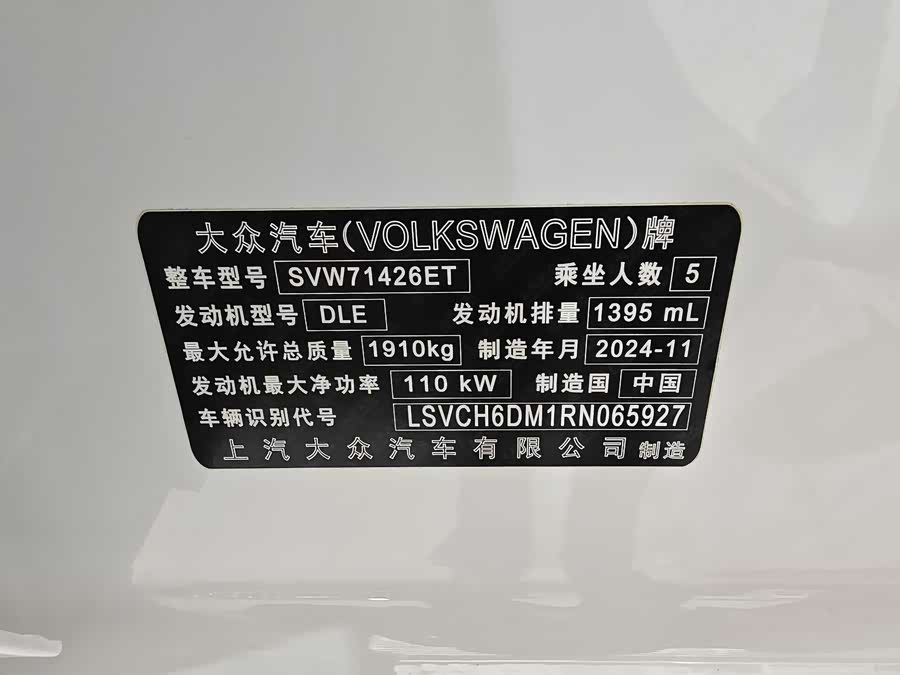 大众汽车(VOLKSWAGEN)牌
整车型号 SVW71426ET 乘坐人数 5
发动机型号 DLE 发动机排量 1395 mL
最大允许总质量 1910kg 制造年月 2024-11
发动机最大净功率 110 kW 制造国 中国
车辆识别代号 LSVCH6DM1RN065927
上汽大众汽车有限公司 制造